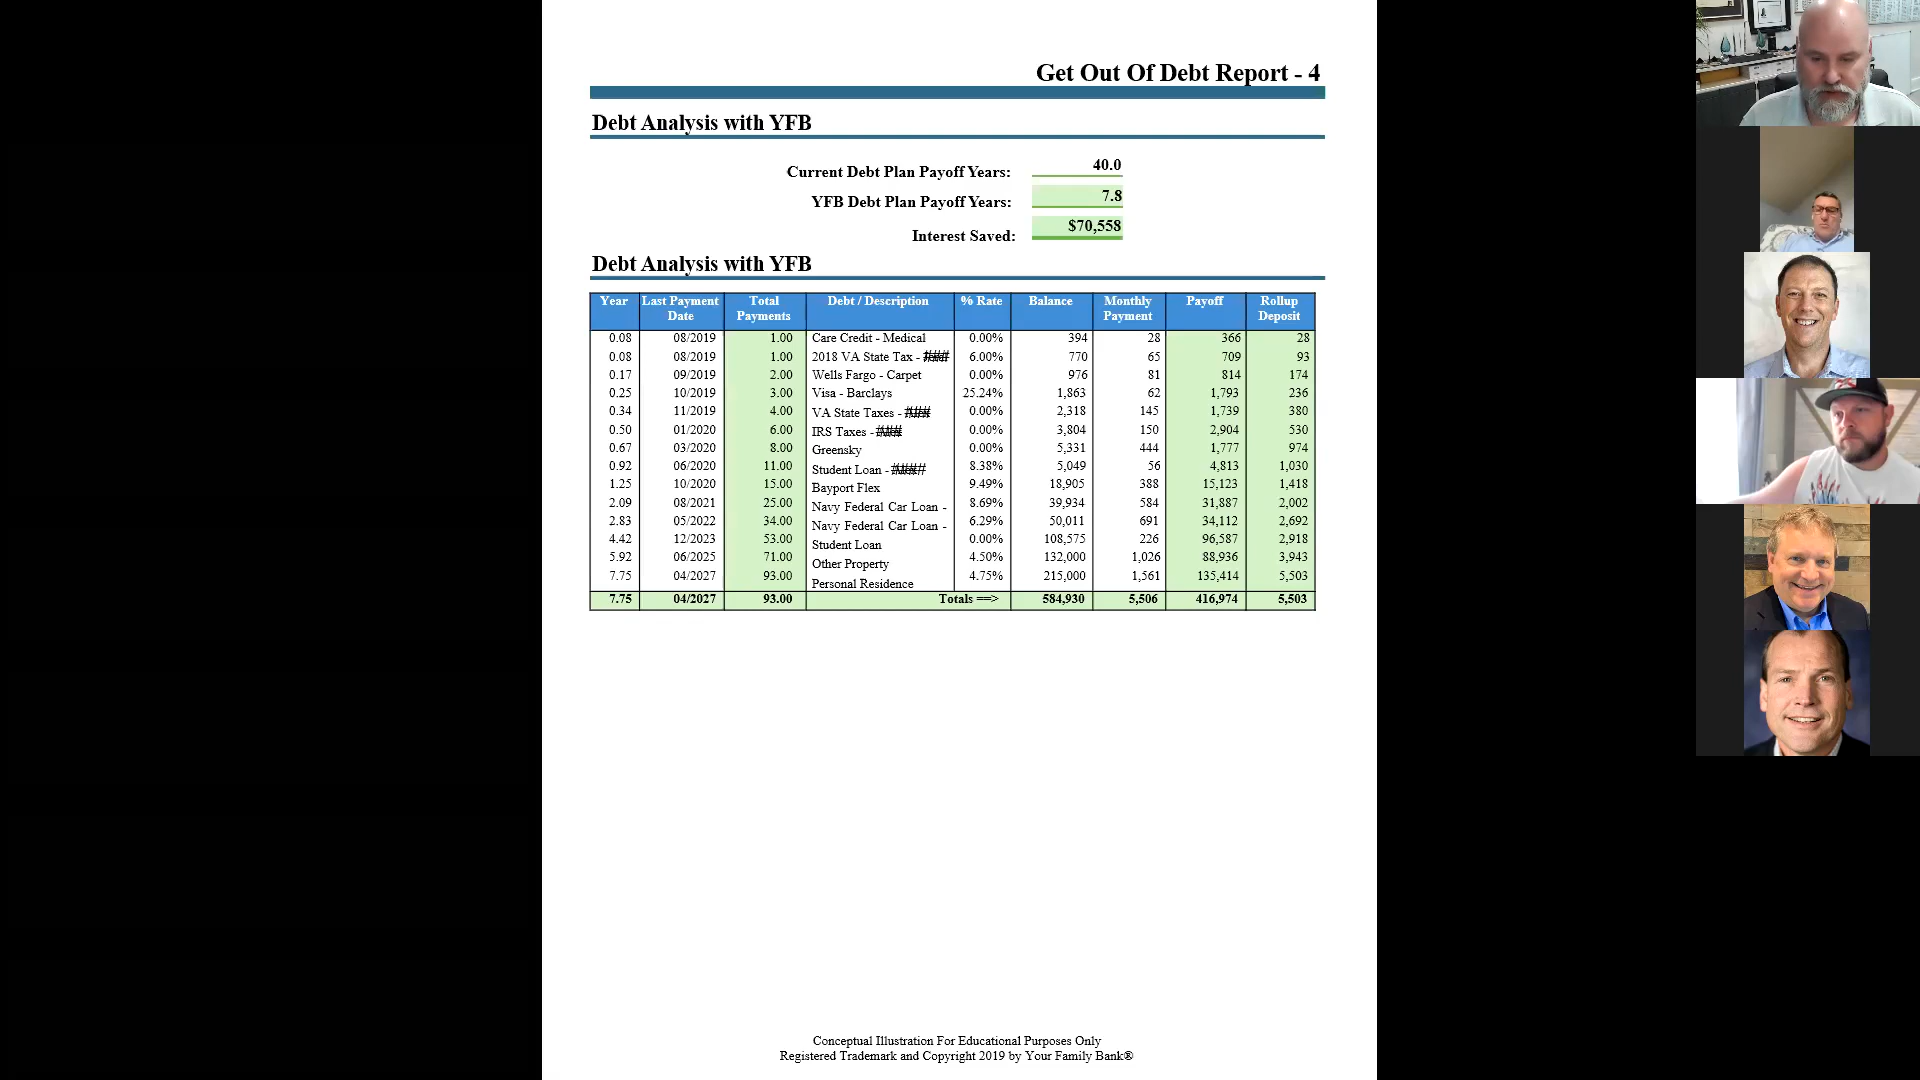 Get Out Of Debt Report - 4
Debt Analysis with YFB
Current Debt Plan Payoff Years: 40.0
YFB Debt Plan Payoff Years: 7.8
Interest Saved: $70,558
Debt Analysis with YFB
Year Last Payment Date Total Payments Debt / Description % Rate Balance Monthly Payment Payoff Rollup Deposit
0.08 08/2019 1.00 Care Credit - Medical 0.00% 394 28 366 28
0.08 08/2019 1.00 2018 VA State Tax - #### 6.00% 770 65 709 93
0.17 09/2019 2.00 Wells Fargo - Carpet 0.00% 976 81 814 174
0.25 10/2019 3.00 Visa - Barclays 25.24% 1,863 62 1,793 236
0.34 11/2019 4.00 VA State Taxes - #### 0.00% 2,318 145 1,739 380
0.50 01/2020 6.00 IRS Taxes - #### 0.00% 3,804 150 2,904 530
0.67 03/2020 8.00 Greensky 0.00% 5,331 444 1,777 974
0.92 06/2020 11.00 Student Loan - ##### 8.38% 5,049 56 4,813 1,030
1.25 10/2020 15.00 Bayport Flex 9.49% 18,905 388 15,123 1,418
2.09 08/2021 25.00 Navy Federal Car Loan - 8.69% 39,934 584 31,887 2,002
2.83 05/2022 34.00 Navy Federal Car Loan - 6.29% 50,011 691 34,112 2,692
4.42 12/2023 53.00 Student Loan 0.00% 108,575 226 96,587 2,918
5.92 06/2025 71.00 Other Property 4.50% 132,000 1,026 88,936 3,943
7.75 04/2027 93.00 Personal Residence 4.75% 215,000 1,561 135,414 5,503
7.75 04/2027 93.00 Totals ==> 584,930 5,506 416,974 5,503
Conceptual Illustration For Educational Purposes Only
Registered Trademark and Copyright 2019 by Your Family Bank®